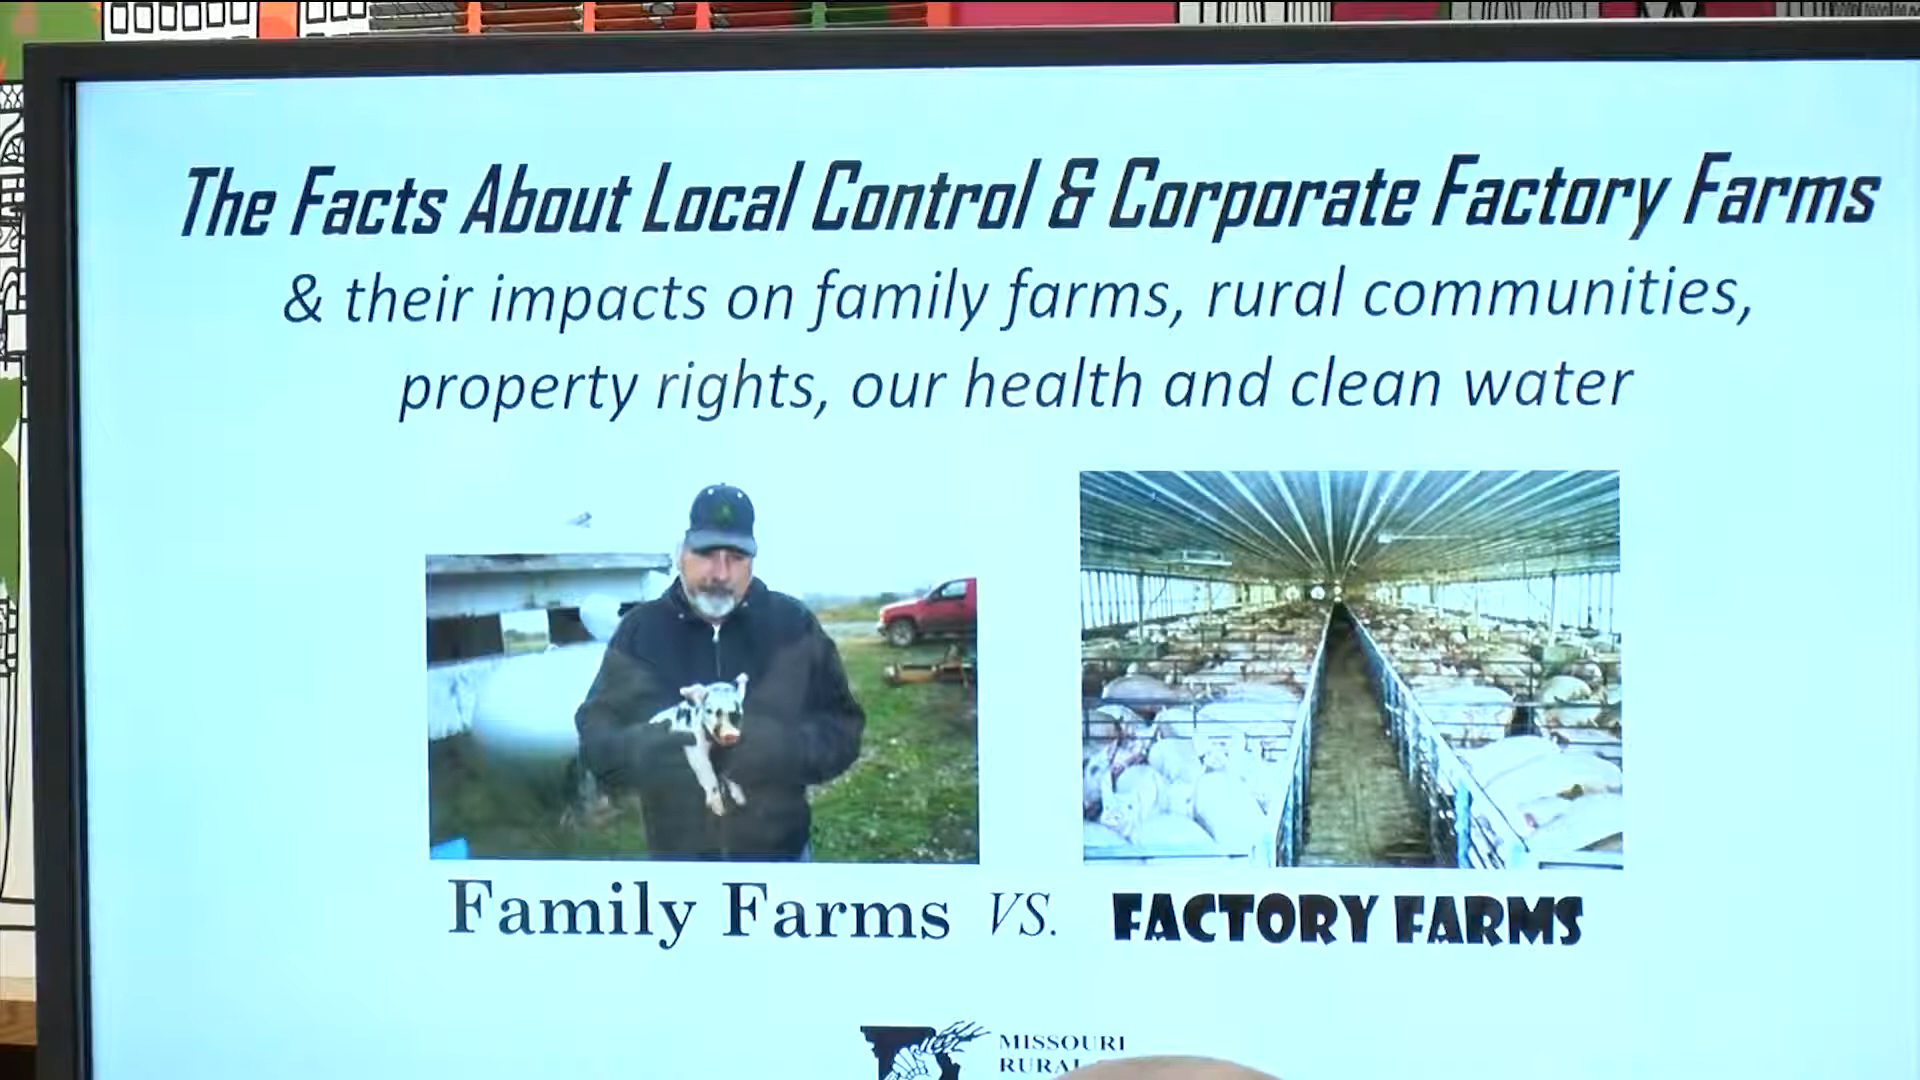 The Facts About Local Control & Corporate Factory Farms
& their impacts on family farms, rural communities,
property rights, our health and clean water
Family Farms VS. FACTORY FARMS
MISSOURI
RURAL